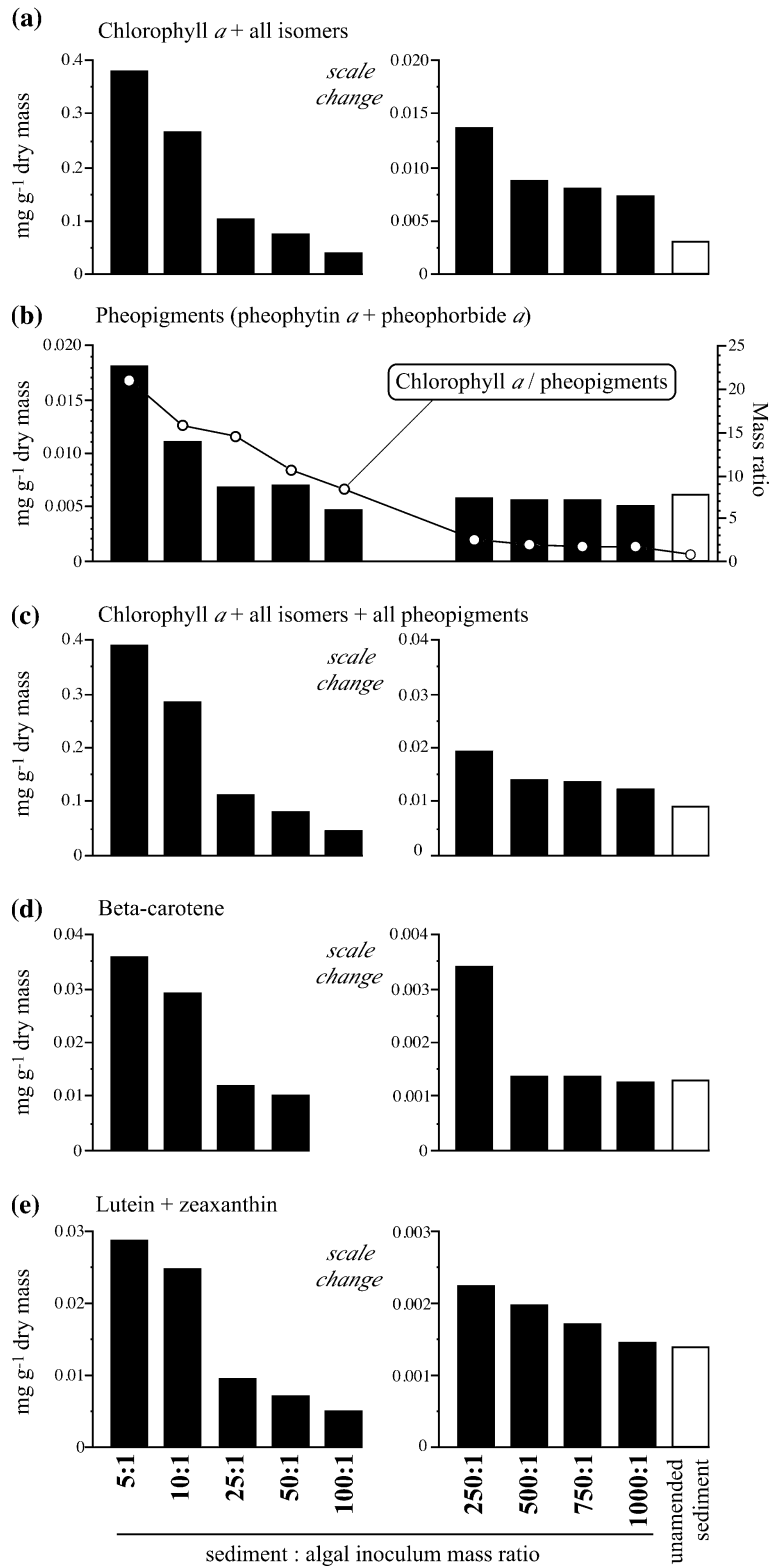 (a)
Chlorophyll a + all isomers
mg g-1 dry mass
0.4
0.3
0.2
0.1
0
scale
change
0.020
0.015
0.010
0.005
0
(b)
Pheopigments (pheophytin a + pheophorbide a)
mg g-1 dry mass
0.020
0.015
0.010
0.005
0
Chlorophyll a / pheopigments
25
20
15
10
5
0
Mass ratio
(c)
Chlorophyll a + all isomers + all pheopigments
mg g-1 dry mass
0.4
0.3
0.2
0.1
0
scale
change
0.04
0.03
0.02
0.01
0
(d)
Beta-carotene
mg g-1 dry mass
0.04
0.03
0.02
0.01
0
scale
change
0.004
0.003
0.002
0.001
0
(e)
Lutein + zeaxanthin
mg g-1 dry mass
0.03
0.02
0.01
0
scale
change
0.003
0.002
0.001
0
5:1
10:1
25:1
50:1
100:1
250:1
500:1
750:1
1000:1
unamended
sediment
sediment : algal inoculum mass ratio